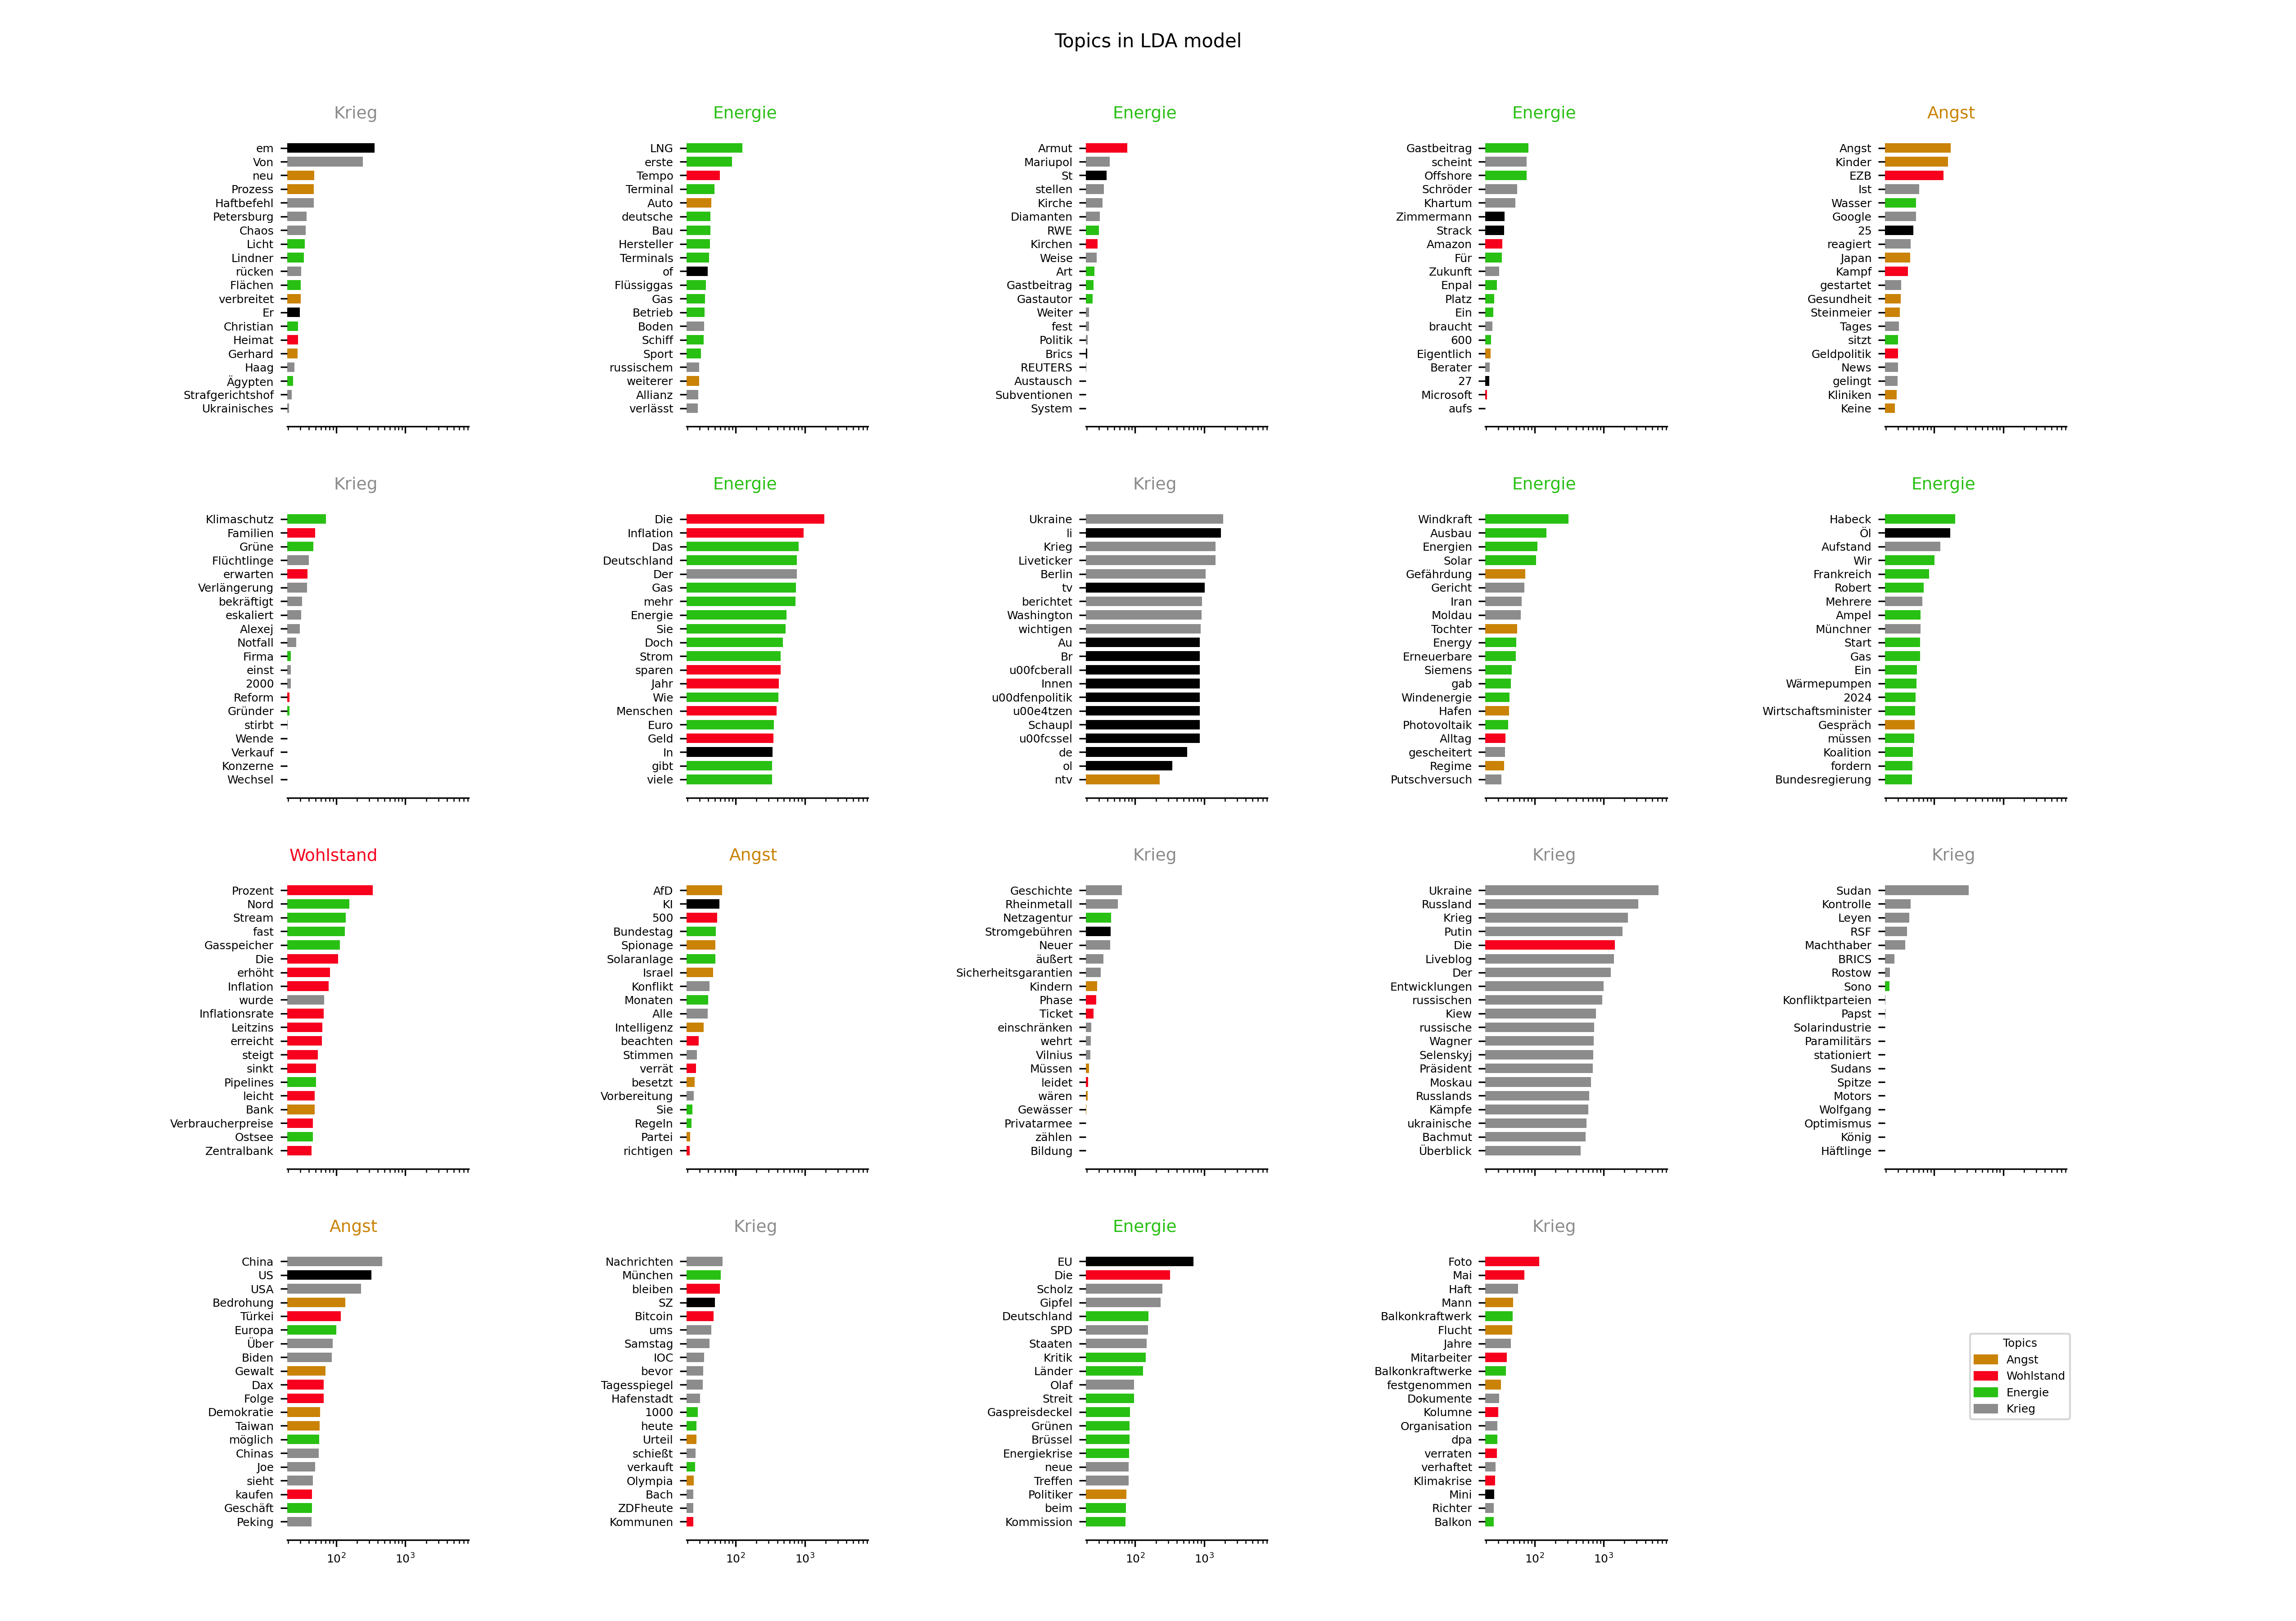 Topics in LDA model
Krieg
em
Von
neu
Prozess
Haftbefehl
Petersburg
Chaos
Licht
Lindner
rücken
Flächen
verbreitet
Er
Christian
Heimat
Gerhard
Haag
Ägypten
Strafgerichtshof
Ukrainisches
Energie
LNG
erste
Tempo
Terminal
Auto
deutsche
Bau
Hersteller
Terminals
of
Flüssiggas
Gas
Betrieb
Boden
Schiff
Sport
russischem
weiterer
Allianz
verlässt
Energie
Armut
Mariupol
St
stellen
Kirche
Diamanten
RWE
Kirchen
Weise
Art
Gastbeitrag
Gastautor
Weiter
fest
Politik
Brics
REUTERS
Austausch
Subventionen
System
Energie
Gastbeitrag
scheint
Offshore
Schröder
Khartum
Zimmermann
Strack
Amazon
Für
Zukunft
Enpal
Platz
Ein
braucht
600
Eigentlich
Berater
27
Microsoft
aufs
Angst
Angst
Kinder
EZB
Ist
Wasser
Google
25
reagiert
Japan
Kampf
gestartet
Gesundheit
Steinmeier
Tages
sitzt
Geldpolitik
News
gelingt
Kliniken
Keine
Krieg
Klimaschutz
Familien
Grüne
Flüchtlinge
erwarten
Verlängerung
bekräftigt
eskaliert
Alexej
Notfall
Firma
einst
2000
Reform
Gründer
stirbt
Wende
Verkauf
Konzerne
Wechsel
Energie
Die
Inflation
Das
Deutschland
Der
Gas
mehr
Energie
Sie
Doch
Strom
sparen
Jahr
Wie
Menschen
Euro
Geld
In
gibt
viele
Krieg
Ukraine
li
Krieg
Liveticker
Berlin
tv
berichtet
Washington
wichtigen
Au
Br
u00fcberall
Innen
u00dfenpolitik
u00e4tzen
Schaupl
u00fcssel
de
ol
ntv
Energie
Windkraft
Ausbau
Energien
Solar
Gefährdung
Gericht
Iran
Moldau
Tochter
Energy
Erneuerbare
Siemens
gab
Windenergie
Hafen
Photovoltaik
Alltag
gescheitert
Regime
Putschversuch
Energie
Habeck
Öl
Aufstand
Wir
Frankreich
Robert
Mehrere
Ampel
Münchner
Start
Gas
Ein
Wärmepumpen
2024
Wirtschaftsminister
Gespräch
müssen
Koalition
fordern
Bundesregierung
Wohlstand
Prozent
Nord
Stream
fast
Gasspeicher
Die
erhöht
Inflation
wurde
Inflationsrate
Leitzins
erreicht
steigt
sinkt
Pipelines
leicht
Bank
Verbraucherpreise
Ostsee
Zentralbank
Angst
AfD
KI
500
Bundestag
Spionage
Solaranlage
Israel
Konflikt
Monaten
Alle
Intelligenz
beachten
Stimmen
verrät
besetzt
Vorbereitung
Sie
Regeln
Partei
richtigen
Krieg
Geschichte
Rheinmetall
Netzagentur
Stromgebühren
Neuer
äußert
Sicherheitsgarantien
Kindern
Phase
Ticket
einschränken
wehrt
Vilnius
Müssen
leidet
wären
Gewässer
Privatarmee
zählen
Bildung
Krieg
Ukraine
Russland
Krieg
Putin
Die
Liveblog
Der
Entwicklungen
russischen
Kiew
russische
Wagner
Selenskyj
Präsident
Moskau
Russlands
Kämpfe
ukrainische
Bachmut
Überblick
Krieg
Sudan
Kontrolle
Leyen
RSF
Machthaber
BRICS
Rostow
Sono
Konfliktparteien
Papst
Solarindustrie
Paramilitärs
stationiert
Sudans
Spitze
Motors
Wolfgang
Optimismus
König
Häftlinge
Angst
China
US
USA
Bedrohung
Türkei
Europa
Über
Biden
Gewalt
Dax
Folge
Demokratie
Taiwan
möglich
Chinas
Joe
sieht
kaufen
Geschäft
Peking
10² 10³
Krieg
Nachrichten
München
bleiben
SZ
Bitcoin
ums
Samstag
IOC
bevor
Tagesspiegel
Hafenstadt
1000
heute
Urteil
schießt
verkauft
Olympia
Bach
ZDFheute
Kommunen
10² 10³
Energie
EU
Die
Scholz
Gipfel
Deutschland
SPD
Staaten
Kritik
Länder
Olaf
Streit
Gaspreisdeckel
Grünen
Brüssel
Energiekrise
neue
Treffen
Politiker
beim
Kommission
10² 10³
Krieg
Foto
Mai
Haft
Mann
Balkonkraftwerk
Flucht
Jahre
Mitarbeiter
Balkonkraftwerke
festgenommen
Dokumente
Kolumne
Organisation
dpa
verraten
verhaftet
Klimakrise
Mini
Richter
Balkon
10² 10³
Topics
Angst
Wohlstand
Energie
Krieg